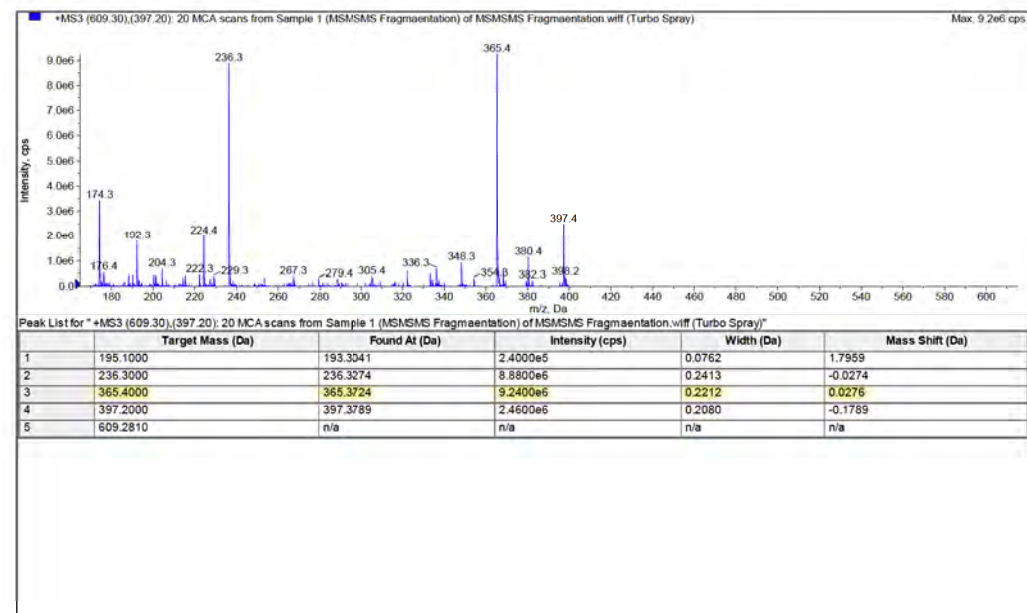 +MS3 (609.30),(397.20): 20 MCA scans from Sample 1 (MSMSMS Fragmaentation) of MSMSMS Fragmaentation.wiff (Turbo Spray) Max. 9.2e6 cps.
365.4
9.0e6
236.3
8.0e6
7.0e6
6.0e6
5.0e6
Intensity, cps
4.0e6
174.3
3.0e6
397.4
2.0e6
192.3
224.4
380.4
1.0e6
176.4
204.3
222.3
229.3
267.3
279.4
305.4
336.3
348.3
354.3
382.3
398.2
0.0
180 200 220 240 260 280 300 320 340 360 380 400 420 440 460 480 500 520 540 560 580 600
m/z, Da
Peak List for "+MS3 (609.30),(397.20): 20 MCA scans from Sample 1 (MSMSMS Fragmaentation) of MSMSMS Fragmaentation.wiff (Turbo Spray)"
Target Mass (Da) Found At (Da) Intensity (cps) Width (Da) Mass Shift (Da)
1 195.1000 193.3041 2.4000e5 0.0762 1.7959
2 236.3000 236.3274 8.8800e6 0.2413 -0.0274
3 365.4000 365.3724 9.2400e6 0.2212 0.0276
4 397.2000 397.3789 2.4600e6 0.2080 -0.1789
5 609.2810 n/a n/a n/a n/a